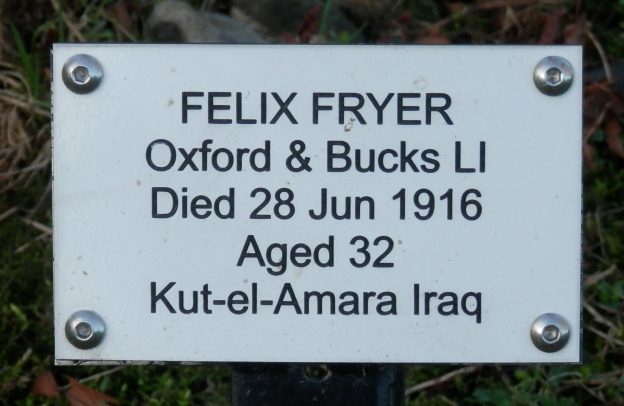 FELIX FRYER
Oxford & Bucks LI
Died 28 Jun 1916
Aged 32
Kut-el-Amara Iraq